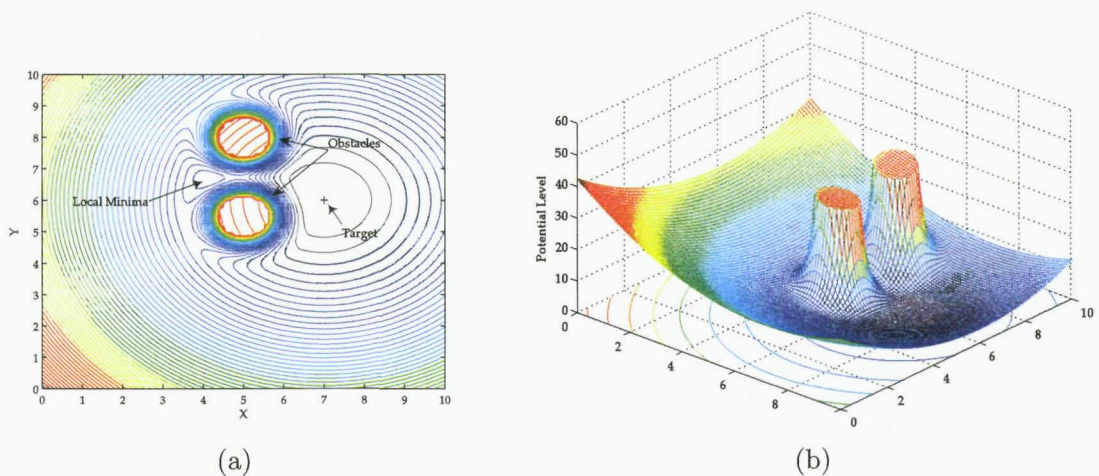 10
9
8
7
6
5
4
3
2
1
0
Y
0 1 2 3 4 5 6 7 8 9 10
X
Obstacles
Local Minima
Target
(a)
60
50
40
30
20
10
0
Potential Level
0 2 4 6 8
0 2 4 6 8 10
(b)